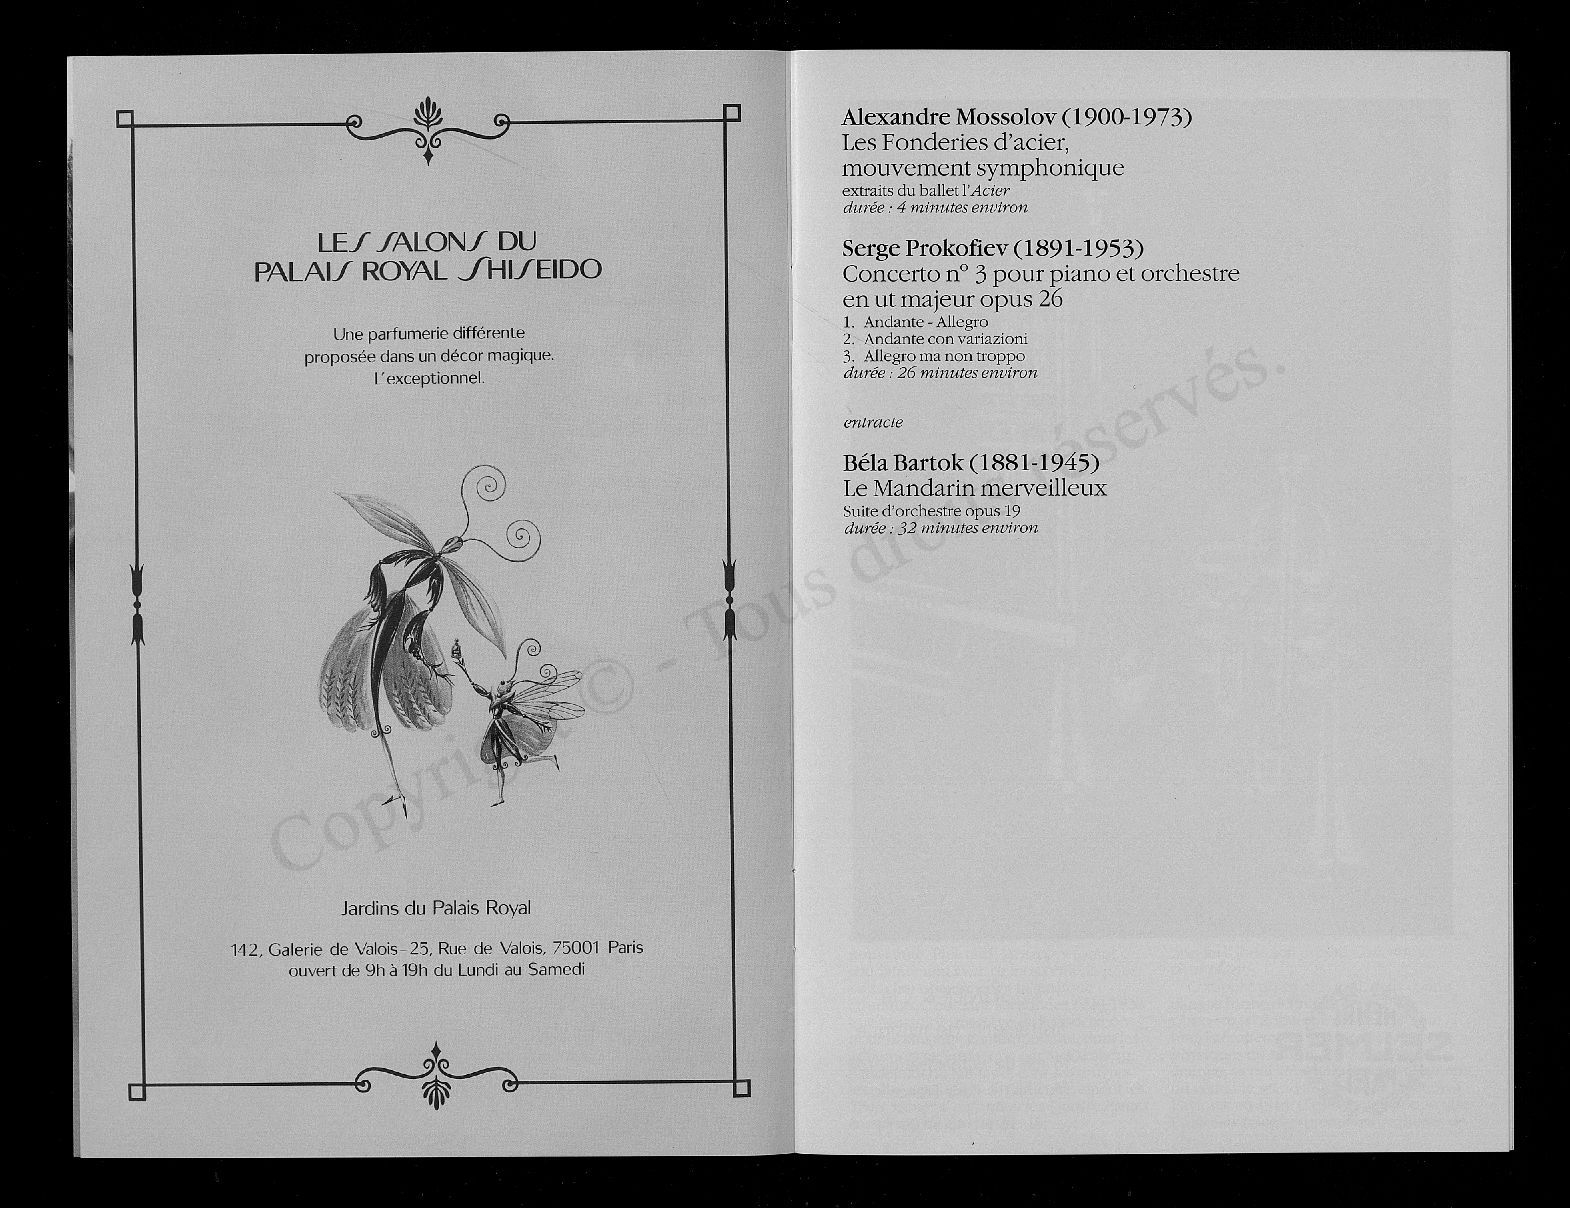 LES SALONS DU
PALAIS ROYAL SHISEIDO
Une parfumerie différente
proposée dans un décor magique.
l'exceptionnel.
Jardins du Palais Royal
142, Galerie de Valois-25, Rue de Valois, 75001 Paris
ouvert de 9h à 19h du Lundi au Samedi
Alexandre Mossolov (1900-1973)
Les Fonderies d'acier,
mouvement symphonique
extraits du ballet l'Acier
durée : 4 minutes environ
Serge Prokofiev (1891-1953)
Concerto n° 3 pour piano et orchestre
en ut majeur opus 26
1. Andante - Allegro
2. Andante con variazioni
3. Allegro ma non troppo
durée : 26 minutes environ
entracte
Béla Bartok (1881-1945)
Le Mandarin merveilleux
Suite d'orchestre opus 19
durée : 32 minutes environ
Copyright © - Tous droits réservés.